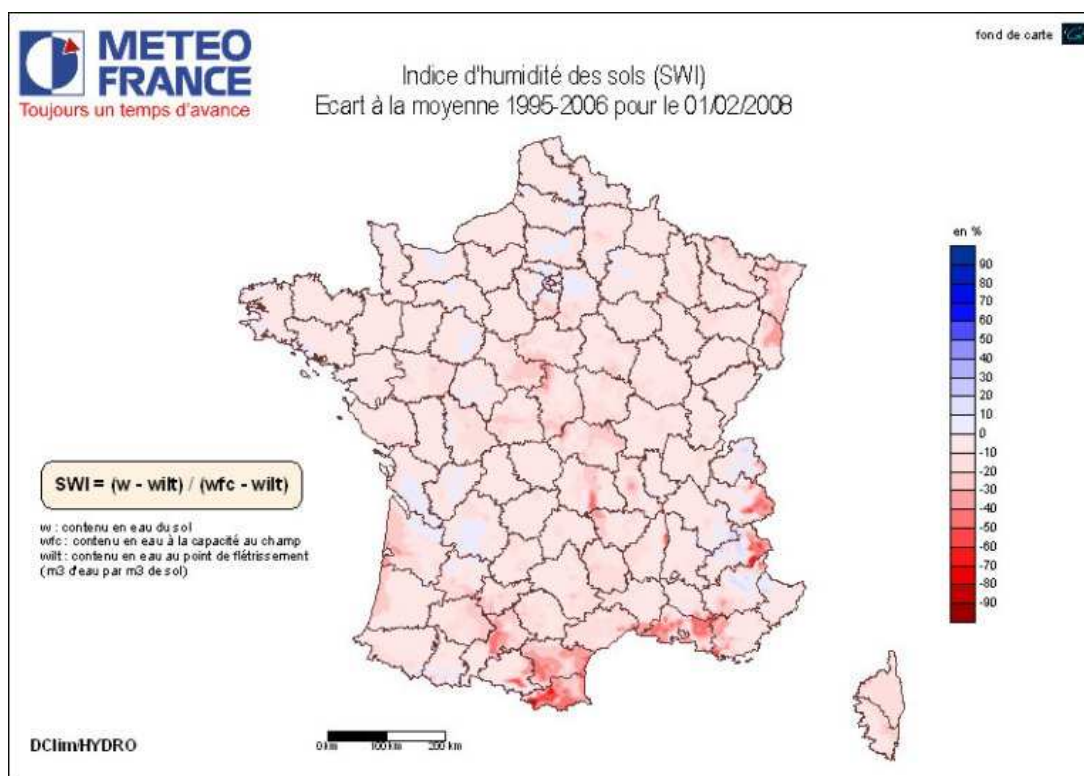 METEO
FRANCE
Toujours un temps d'avance
fond de carte
Indice d'humidité des sols (SWI)
Ecart à la moyenne 1995-2006 pour le 01/02/2008
en %
90
80
70
60
50
40
30
20
10
0
-10
-20
-30
-40
-50
-60
-70
-80
-90
SWI = (w - wilt) / (wfc - wilt)
w : contenu en eau du sol
wfc : contenu en eau à la capacité au champ
wilt : contenu en eau au point de flétrissement
(m3 d'eau par m3 de sol)
DClim/HYDRO
0 km 100 km 200 km